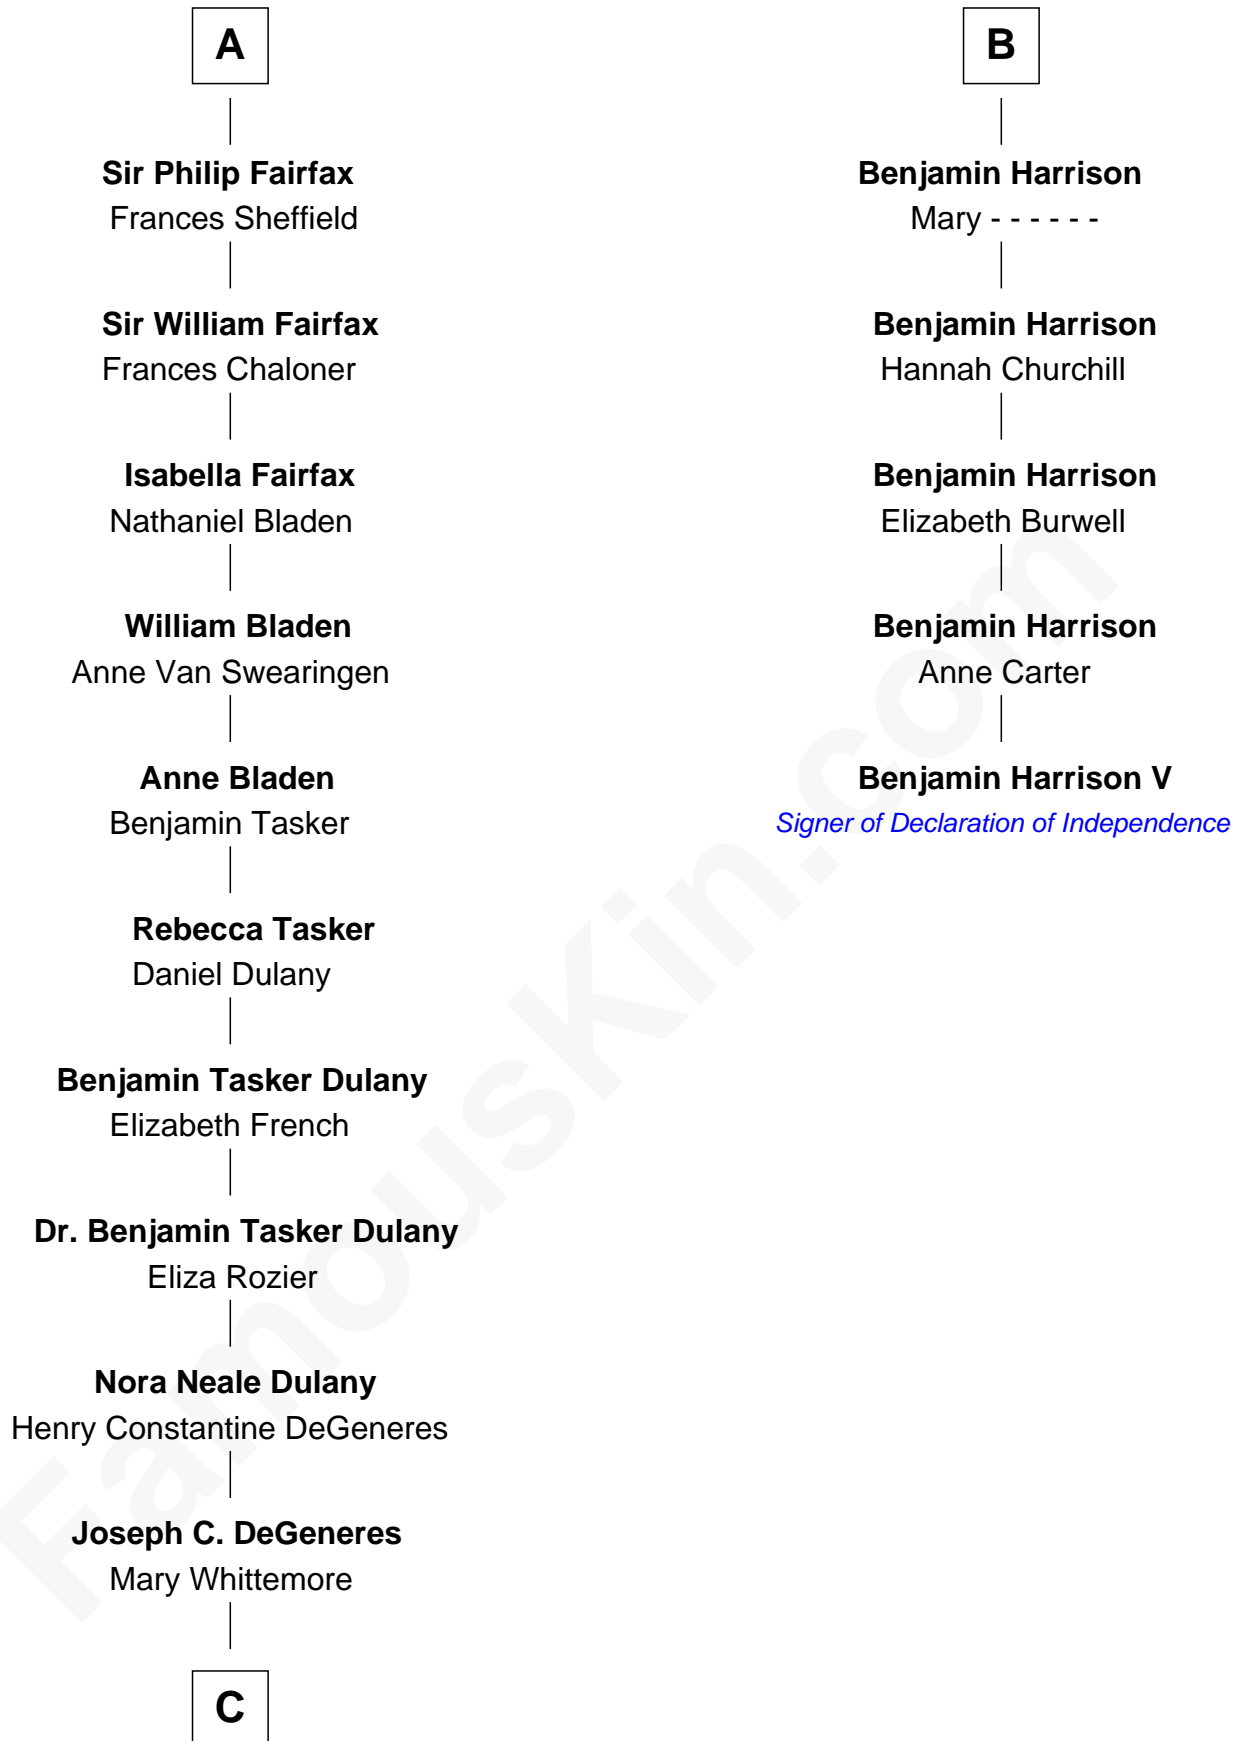 A
Sir Philip Fairfax
Frances Sheffield
Sir William Fairfax
Frances Chaloner
Isabella Fairfax
Nathaniel Bladen
William Bladen
Anne Van Swearingen
Anne Bladen
Benjamin Tasker
Rebecca Tasker
Daniel Dulany
Benjamin Tasker Dulany
Elizabeth French
Dr. Benjamin Tasker Dulany
Eliza Rozier
Nora Neale Dulany
Henry Constantine DeGeneres
Joseph C. DeGeneres
Mary Whittemore
C
B
Benjamin Harrison
Mary - - - - - -
Benjamin Harrison
Hannah Churchill
Benjamin Harrison
Elizabeth Burwell
Benjamin Harrison
Anne Carter
Benjamin Harrison V
Signer of Declaration of Independence
FamousKin.com